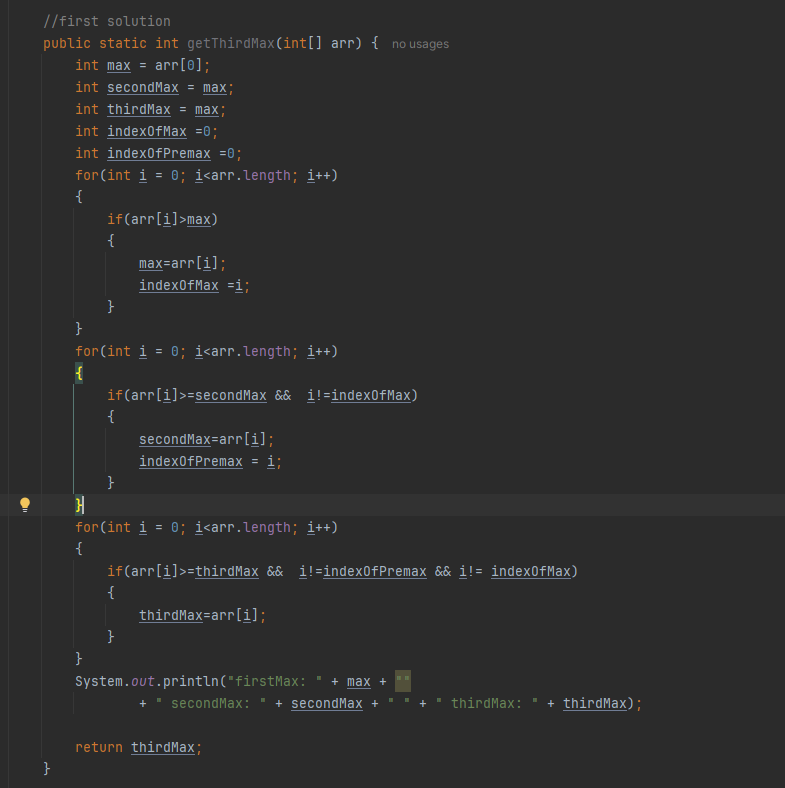 //first solution
public static int getThirdMax(int[] arr) { no usages
int max = arr[0];
int secondMax = max;
int thirdMax = max;
int indexOfMax =0;
int indexOfPremax =0;
for(int i = 0; i<arr.length; i++)
{
if(arr[i]>max)
{
max=arr[i];
indexOfMax =i;
}
}
for(int i = 0; i<arr.length; i++)
{
if(arr[i]>=secondMax &&  i!=indexOfMax)
{
secondMax=arr[i];
indexOfPremax = i;
}
}
for(int i = 0; i<arr.length; i++)
{
if(arr[i]>=thirdMax &&  i!=indexOfPremax && i!= indexOfMax)
{
thirdMax=arr[i];
}
}
System.out.println("firstMax: " + max + ""
+ " secondMax: " + secondMax + " " + " thirdMax: " + thirdMax);
return thirdMax;
}